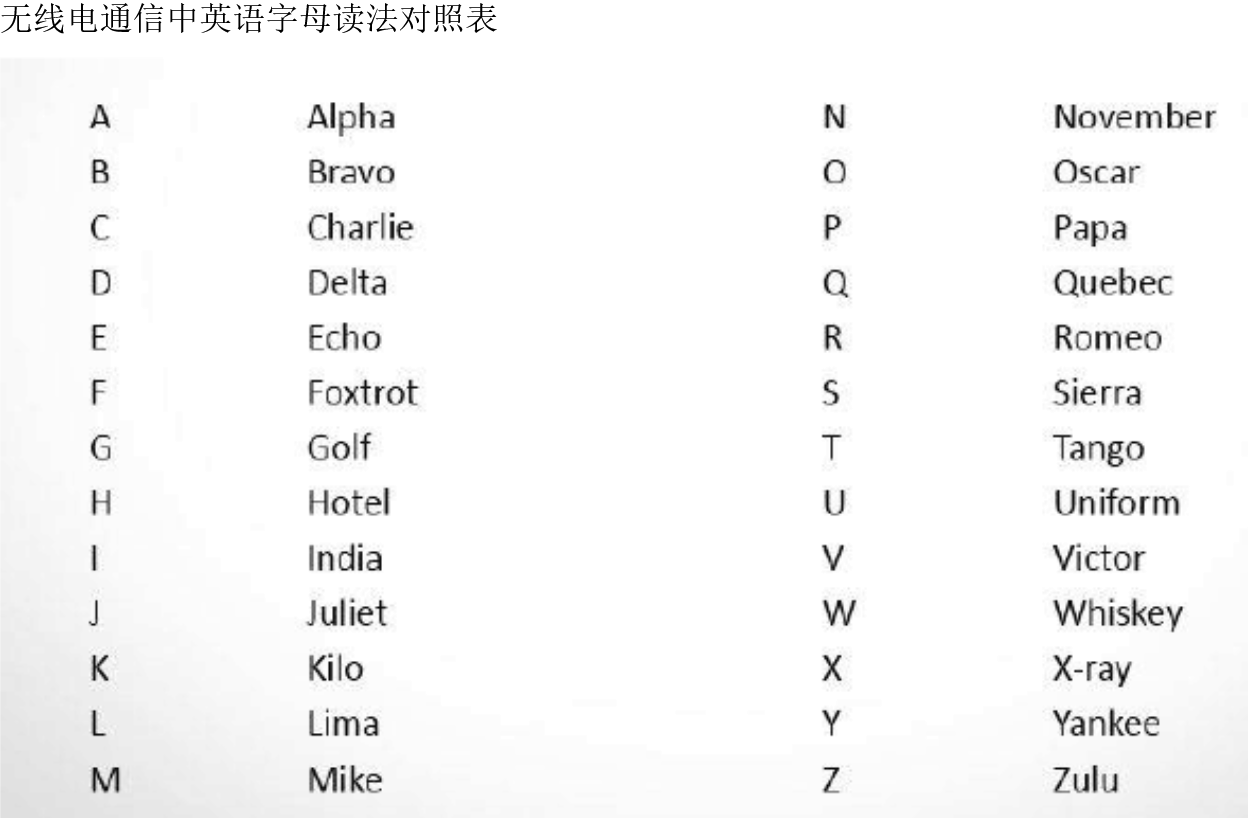 无线电通信中英语字母读法对照表
A Alpha N November
B Bravo O Oscar
C Charlie P Papa
D Delta Q Quebec
E Echo R Romeo
F Foxtrot S Sierra
G Golf T Tango
H Hotel U Uniform
I India V Victor
J Juliet W Whiskey
K Kilo X X-ray
L Lima Y Yankee
M Mike Z Zulu